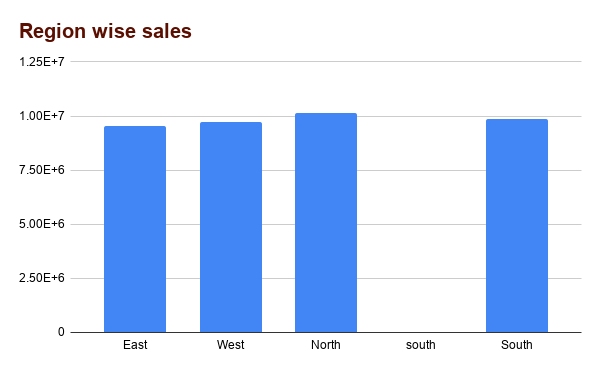 Region wise sales
1.25E+7
1.00E+7
7.50E+6
5.00E+6
2.50E+6
0
East West North south South